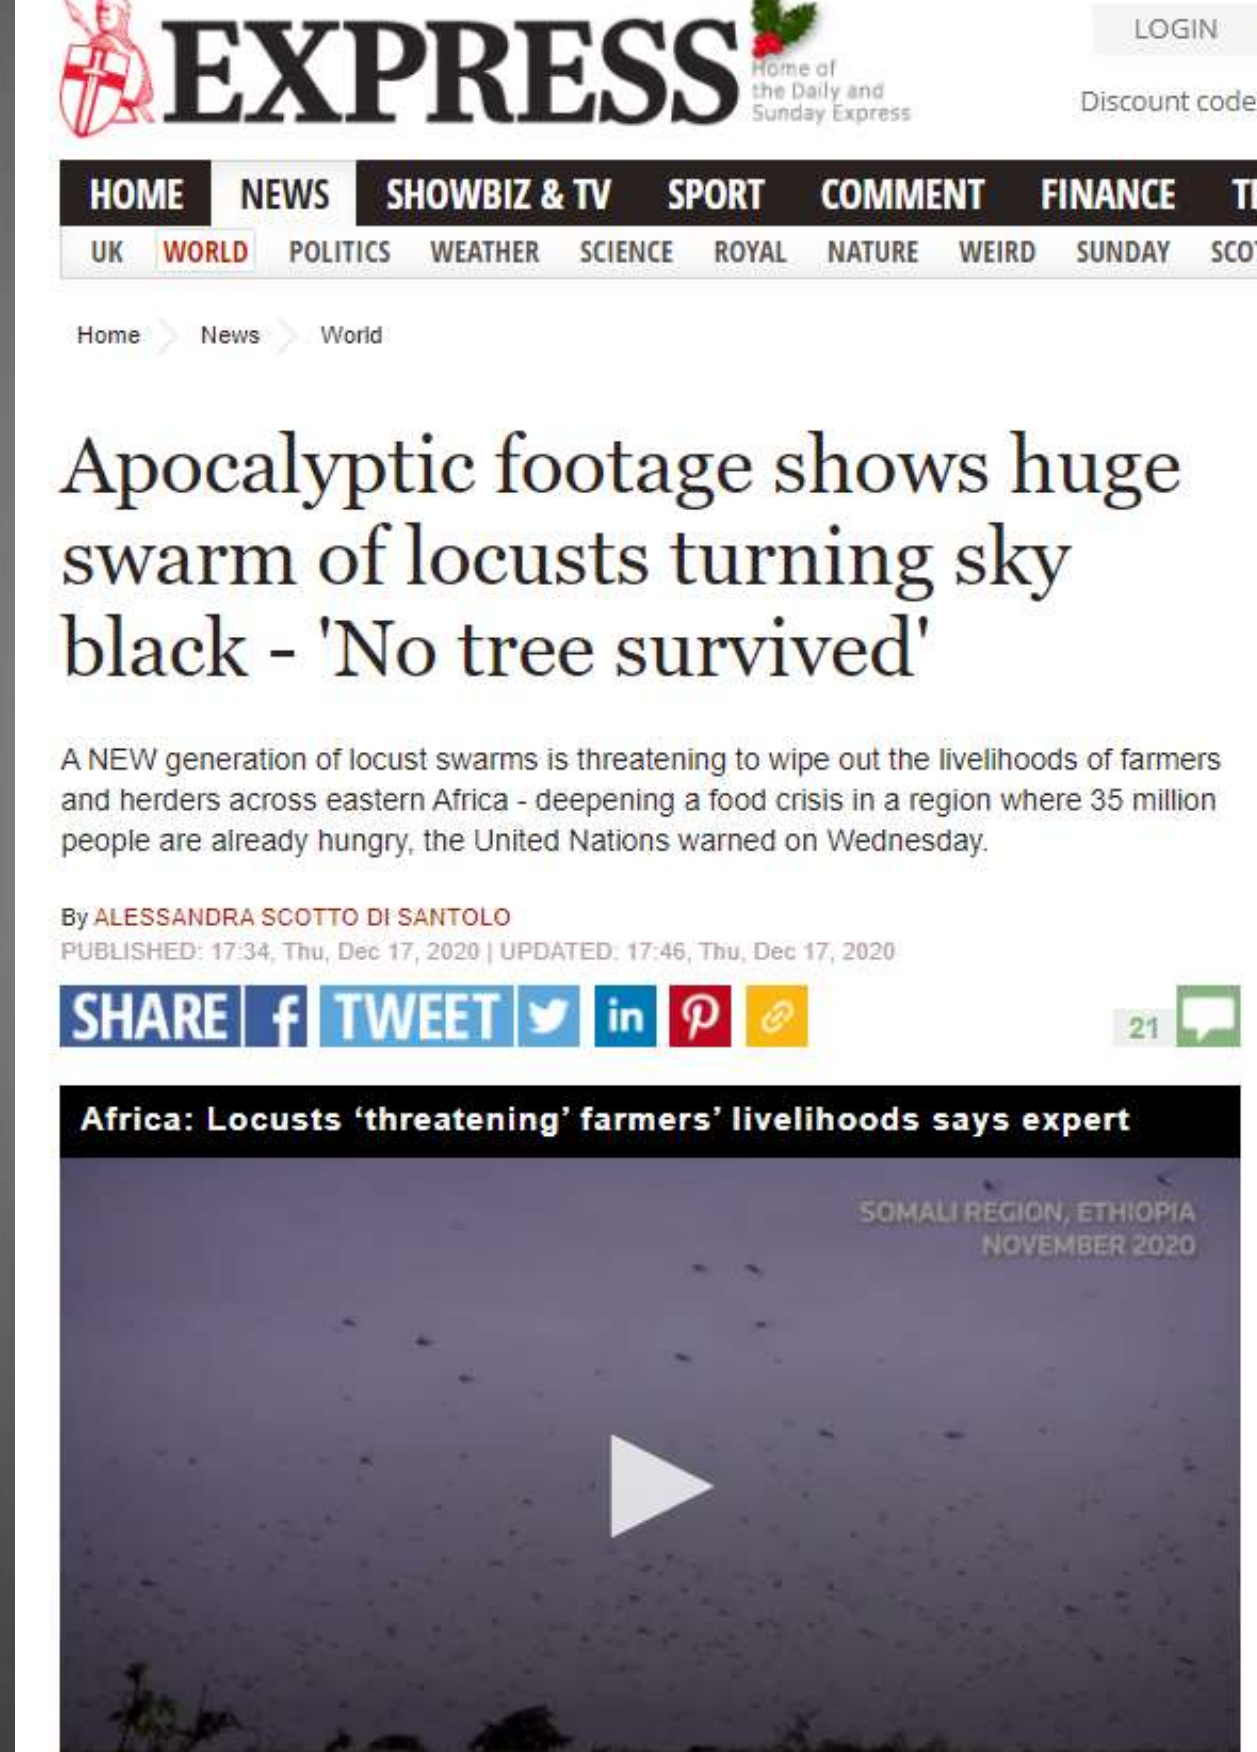 EXPRESS
Home of
the Daily and
Sunday Express
LOGIN
Discount code
HOME NEWS SHOWBIZ & TV SPORT COMMENT FINANCE
UK WORLD POLITICS WEATHER SCIENCE ROYAL NATURE WEIRD SUNDAY
Home News World
Apocalyptic footage shows huge
swarm of locusts turning sky
black - 'No tree survived'
A NEW generation of locust swarms is threatening to wipe out the livelihoods of farmers
and herders across eastern Africa - deepening a food crisis in a region where 35 million
people are already hungry, the United Nations warned on Wednesday.
By ALESSANDRA SCOTTO DI SANTOLO
PUBLISHED: 17:34, Thu, Dec 17, 2020 | UPDATED: 17:46, Thu, Dec 17, 2020
SHARE f TWEET in
21
Africa: Locusts ‘threatening’ farmers’ livelihoods says expert
SOMALI REGION, ETHIOPIA
NOVEMBER 2020